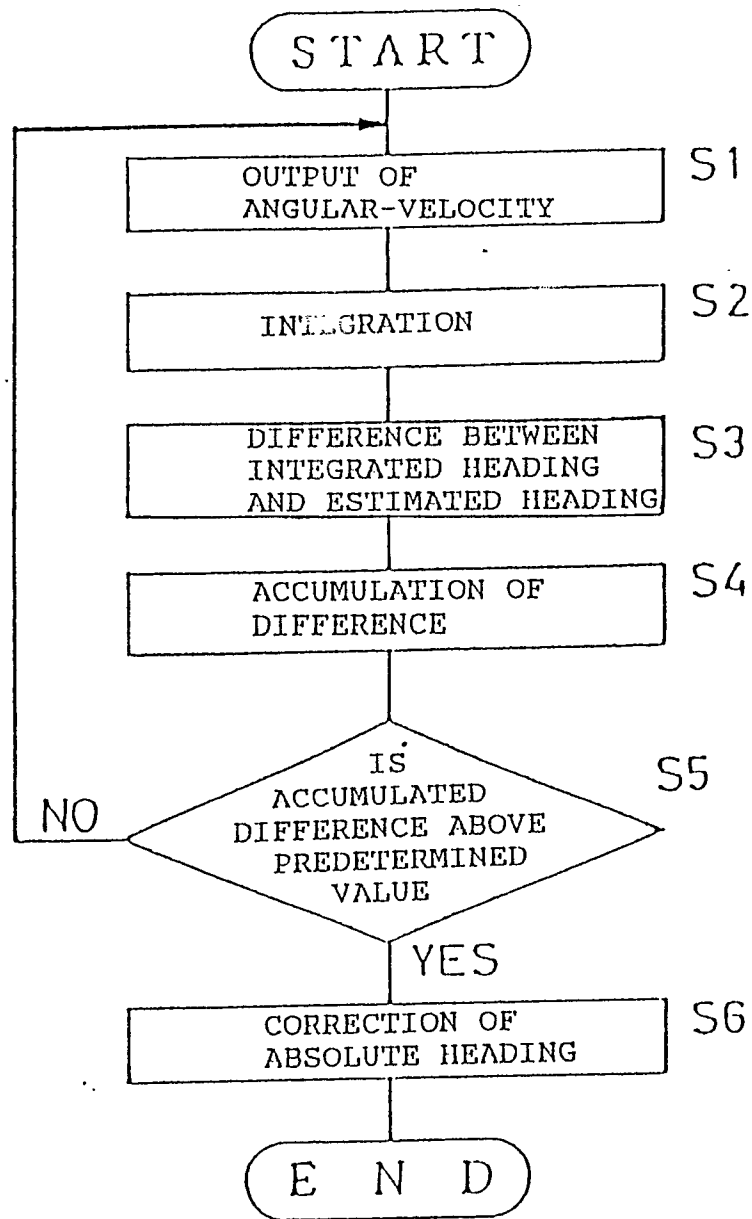 START
S1
OUTPUT OF
ANGULAR-VELOCITY
S2
INTEGRATION
S3
DIFFERENCE BETWEEN
INTEGRATED HEADING
AND ESTIMATED HEADING
S4
ACCUMULATION OF
DIFFERENCE
S5
IS
ACCUMULATED
DIFFERENCE ABOVE
PREDETERMINED
VALUE
NO
YES
S6
CORRECTION OF
ABSOLUTE HEADING
END